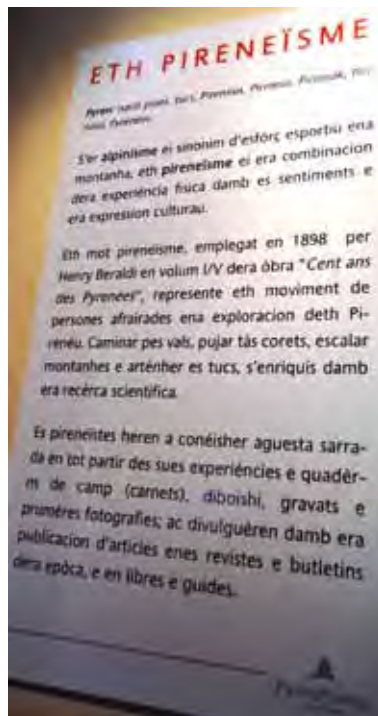 ETH PIRENEÏSME
S'er alpinisme ei sinonim d'esfòrç esportiu ena
montanha, eth pireneïsme ei era combinacion
dera experiéncia fisica damb es sentiments e
era expression culturau.
Eth mot pireneïsme, emplegat en 1898 per
Henry Beraldi en volum I/V dera òbra "Cent ans
des Pyrenées", represente eth moviment de
persones afrairades ena exploracion deth Pi-
renèu. Caminar pes vals, pujar tàs corets, escalar
montanhes e arténher es tucs, s'enriquís damb
era recèrca scientifica.
Es pireneïstes heren a conéisher aguesta sarra-
da en tot partir des sues experiéncies e quadèr-
m de camp (carnets), diboishi, gravats e
prumères fotografies; ac divulguèren damb era
publicacion d'articles enes revistes e butletins
dera epòca, e en libres e guides.